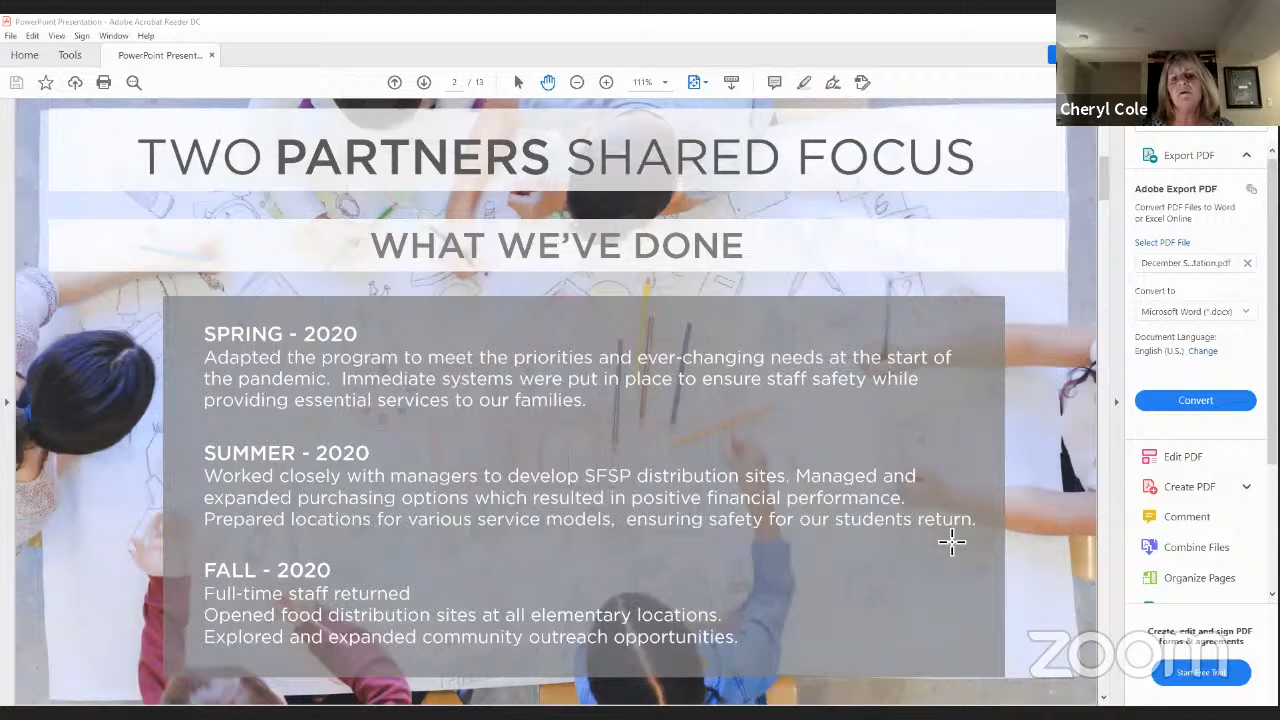 PowerPoint Presentation - Adobe Acrobat Reader DC
File Edit View Sign Window Help
Home Tools PowerPoint Present... ×
2 / 13 111%
Cheryl Cole
TWO PARTNERS SHARED FOCUS
WHAT WE'VE DONE
SPRING - 2020
Adapted the program to meet the priorities and ever-changing needs at the start of
the pandemic. Immediate systems were put in place to ensure staff safety while
providing essential services to our families.
SUMMER - 2020
Worked closely with managers to develop SFSP distribution sites. Managed and
expanded purchasing options which resulted in positive financial performance.
Prepared locations for various service models, ensuring safety for our students return.
FALL - 2020
Full-time staff returned
Opened food distribution sites at all elementary locations.
Explored and expanded community outreach opportunities.
Export PDF
Adobe Export PDF
Convert PDF Files to Word
or Excel Online
Select PDF File
December S...tation.pdf
Convert to
Microsoft Word (*.docx)
Document Language:
English (U.S.) Change
Convert
Edit PDF
Create PDF
Comment
Combine Files
Organize Pages
Create, edit and sign PDF
forms & agreements
Start Free Trial
zoom